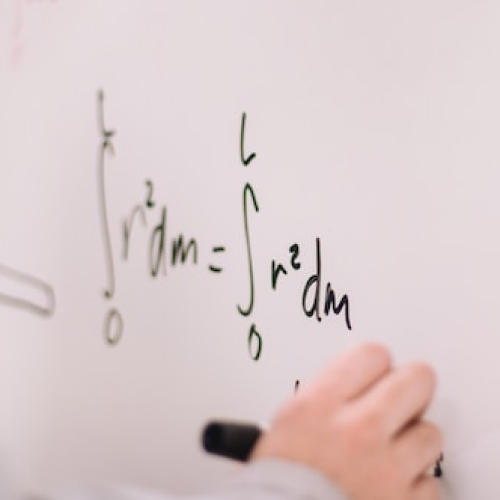 ∫₀ᴸ r²dm = ∫₀ᴸ r²dm